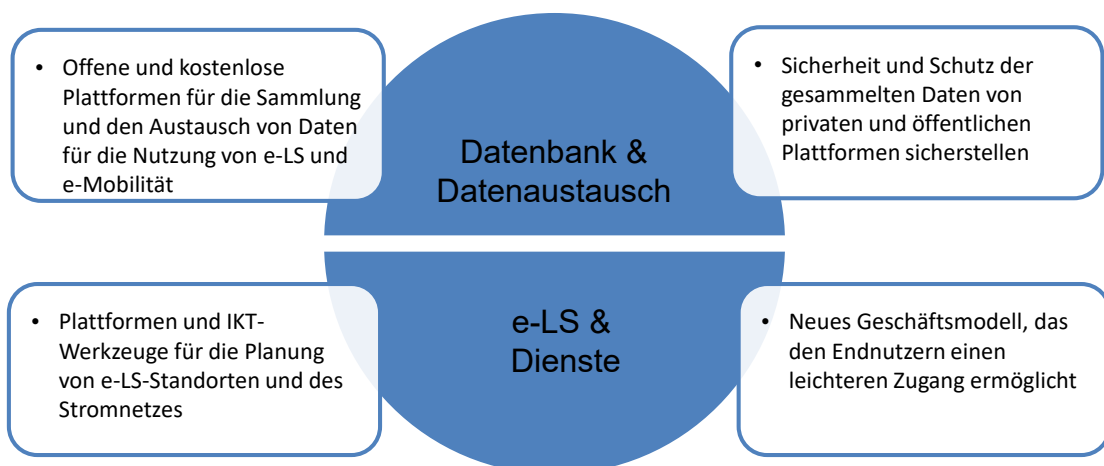 • Offene und kostenlose
Plattformen für die Sammlung
und den Austausch von Daten
für die Nutzung von e-LS und
e-Mobilität
Datenbank &
Datenaustausch
• Sicherheit und Schutz der
gesammelten Daten von
privaten und öffentlichen
Plattformen sicherstellen
• Plattformen und IKT-
Werkzeuge für die Planung
von e-LS-Standorten und des
Stromnetzes
e-LS &
Dienste
• Neues Geschäftsmodell, das
den Endnutzern einen
leichteren Zugang ermöglicht